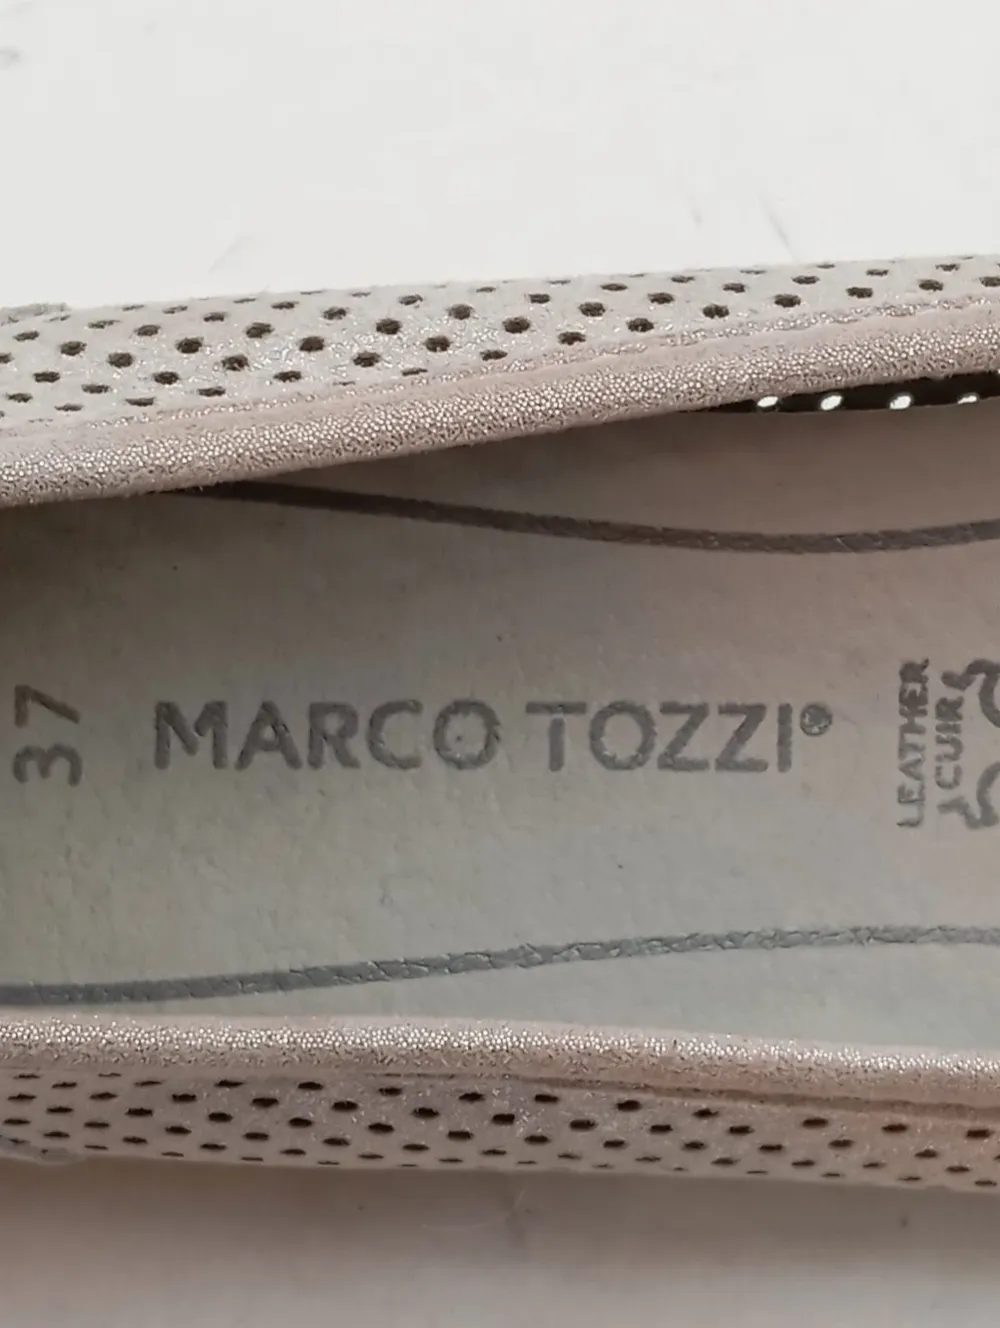 37
MARCO TOZZI®
LEATHER
CUIR